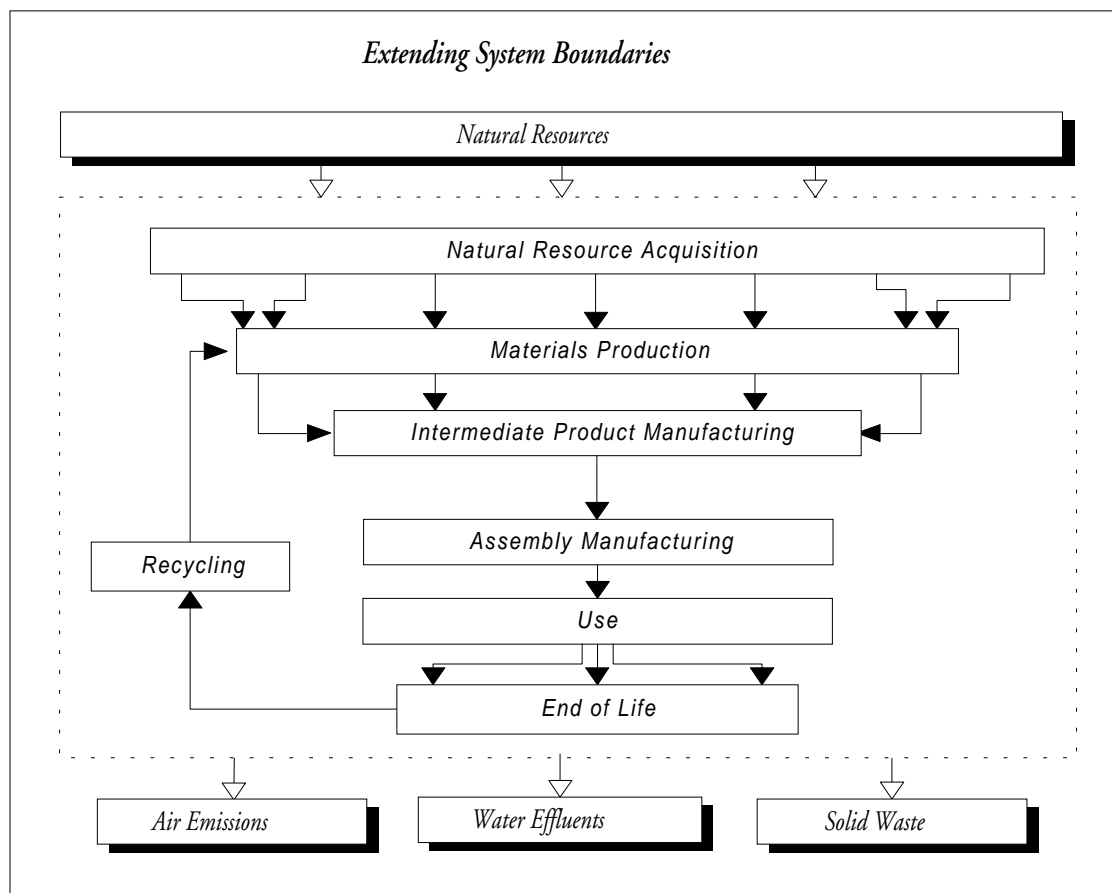 Extending System Boundaries
Natural Resources
Natural Resource Acquisition
Materials Production
Intermediate Product Manufacturing
Assembly Manufacturing
Recycling
Use
End of Life
Air Emissions
Water Effluents
Solid Waste